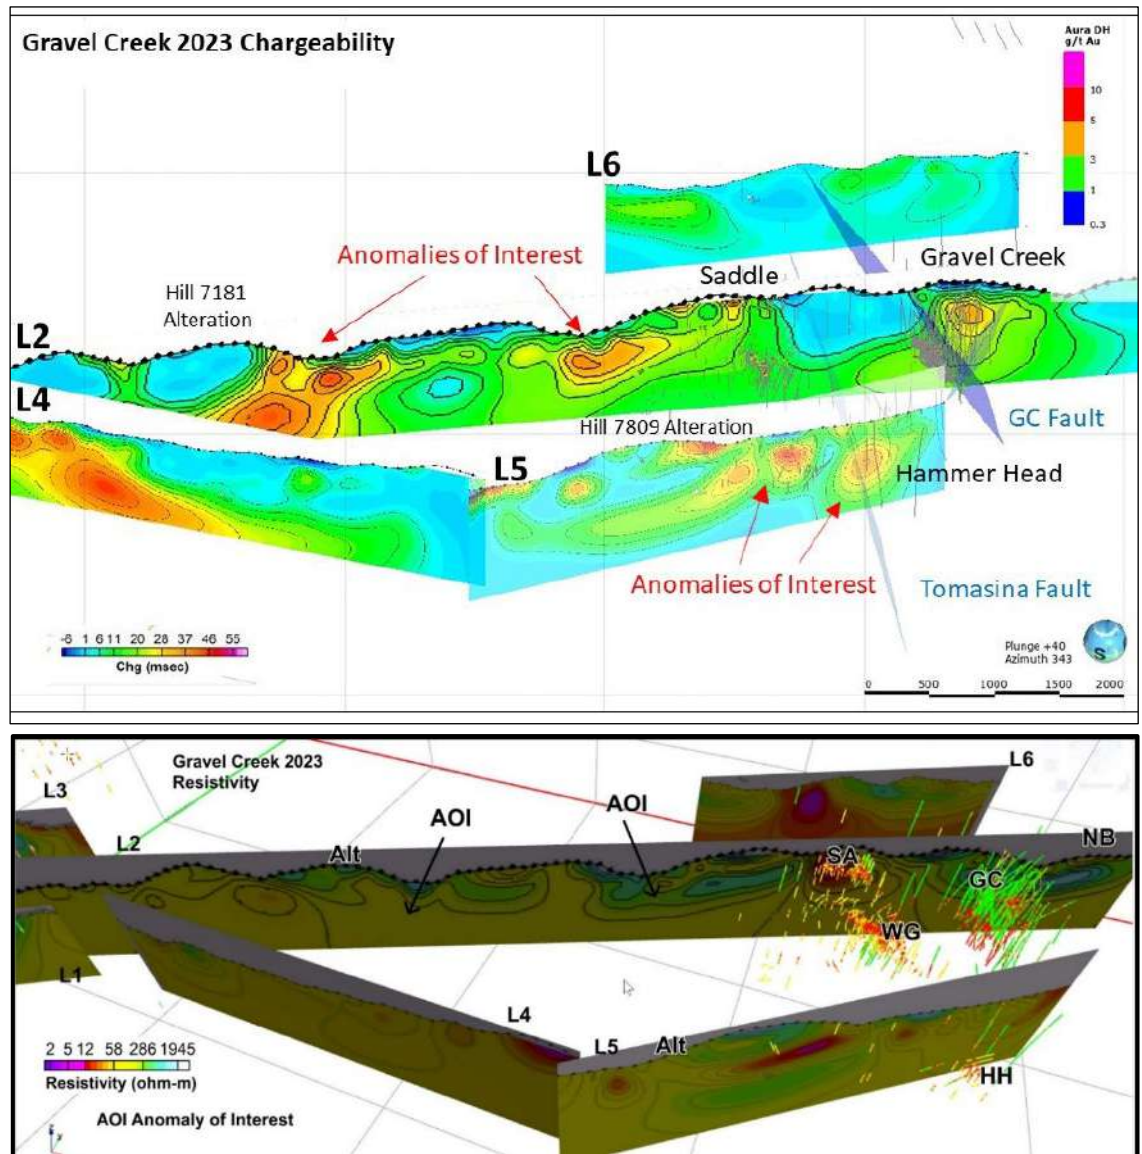 Gravel Creek 2023 Chargeability
Aura DH
g/t Au
10
5
3
1
0.3
L6
Anomalies of Interest
Saddle
Gravel Creek
Hill 7181
Alteration
L2
L4
GC Fault
Hill 7809 Alteration
L5
Hammer Head
Anomalies of Interest
Tomasina Fault
-6 1 6 11 20 28 37 46 55
Chg (msec)
Plunge +40
Azimuth 343
S
0 500 1000 1500 2000
Gravel Creek 2023
Resistivity
L3
L6
L2
AOI
AOI
Alt
NB
SA
GC
WG
L1
L4
L5
Alt
HH
2 5 12 58 286 1945
Resistivity (ohm-m)
AOI Anomaly of Interest